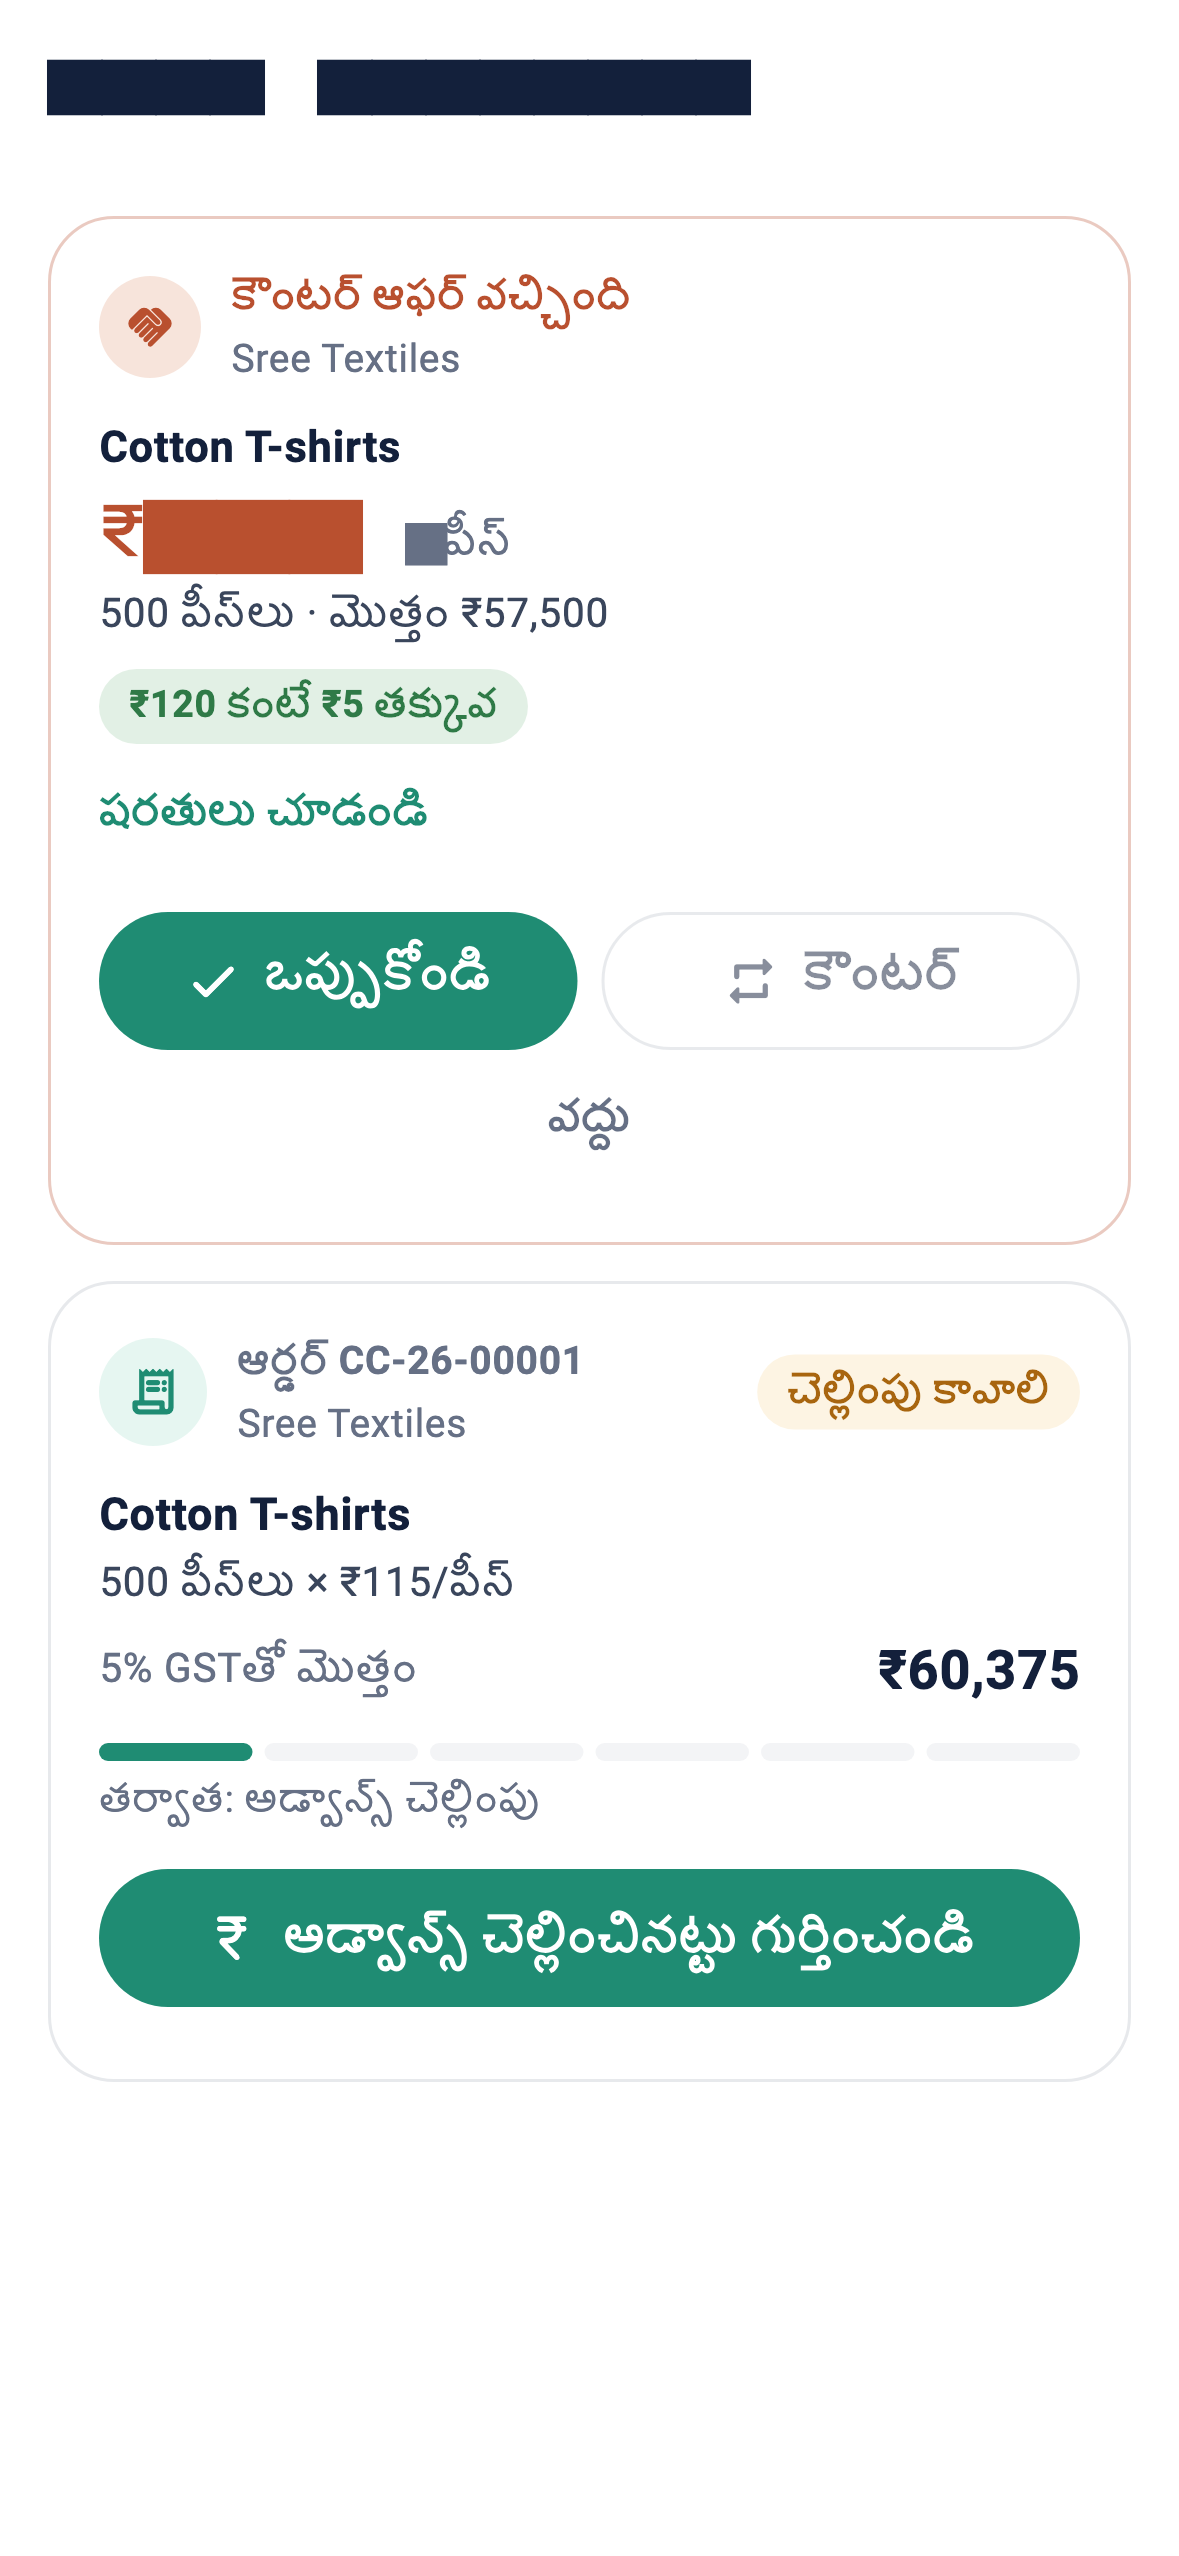 కౌంటర్ ఆఫర్ వచ్చింది
Sree Textiles
Cotton T-shirts
₹ పీస్
500 పీస్‌లు · మొత్తం ₹57,500
₹120 కంటే ₹5 తక్కువ
షరతులు చూడండి
ఒప్పుకోండి
కౌంటర్
వద్దు
ఆర్డర్ CC-26-00001
Sree Textiles
చెల్లింపు కావాలి
Cotton T-shirts
500 పీస్‌లు × ₹115/పీస్
5% GSTతో మొత్తం ₹60,375
తర్వాత: అడ్వాన్స్ చెల్లింపు
₹ అడ్వాన్స్ చెల్లించినట్టు గుర్తించండి